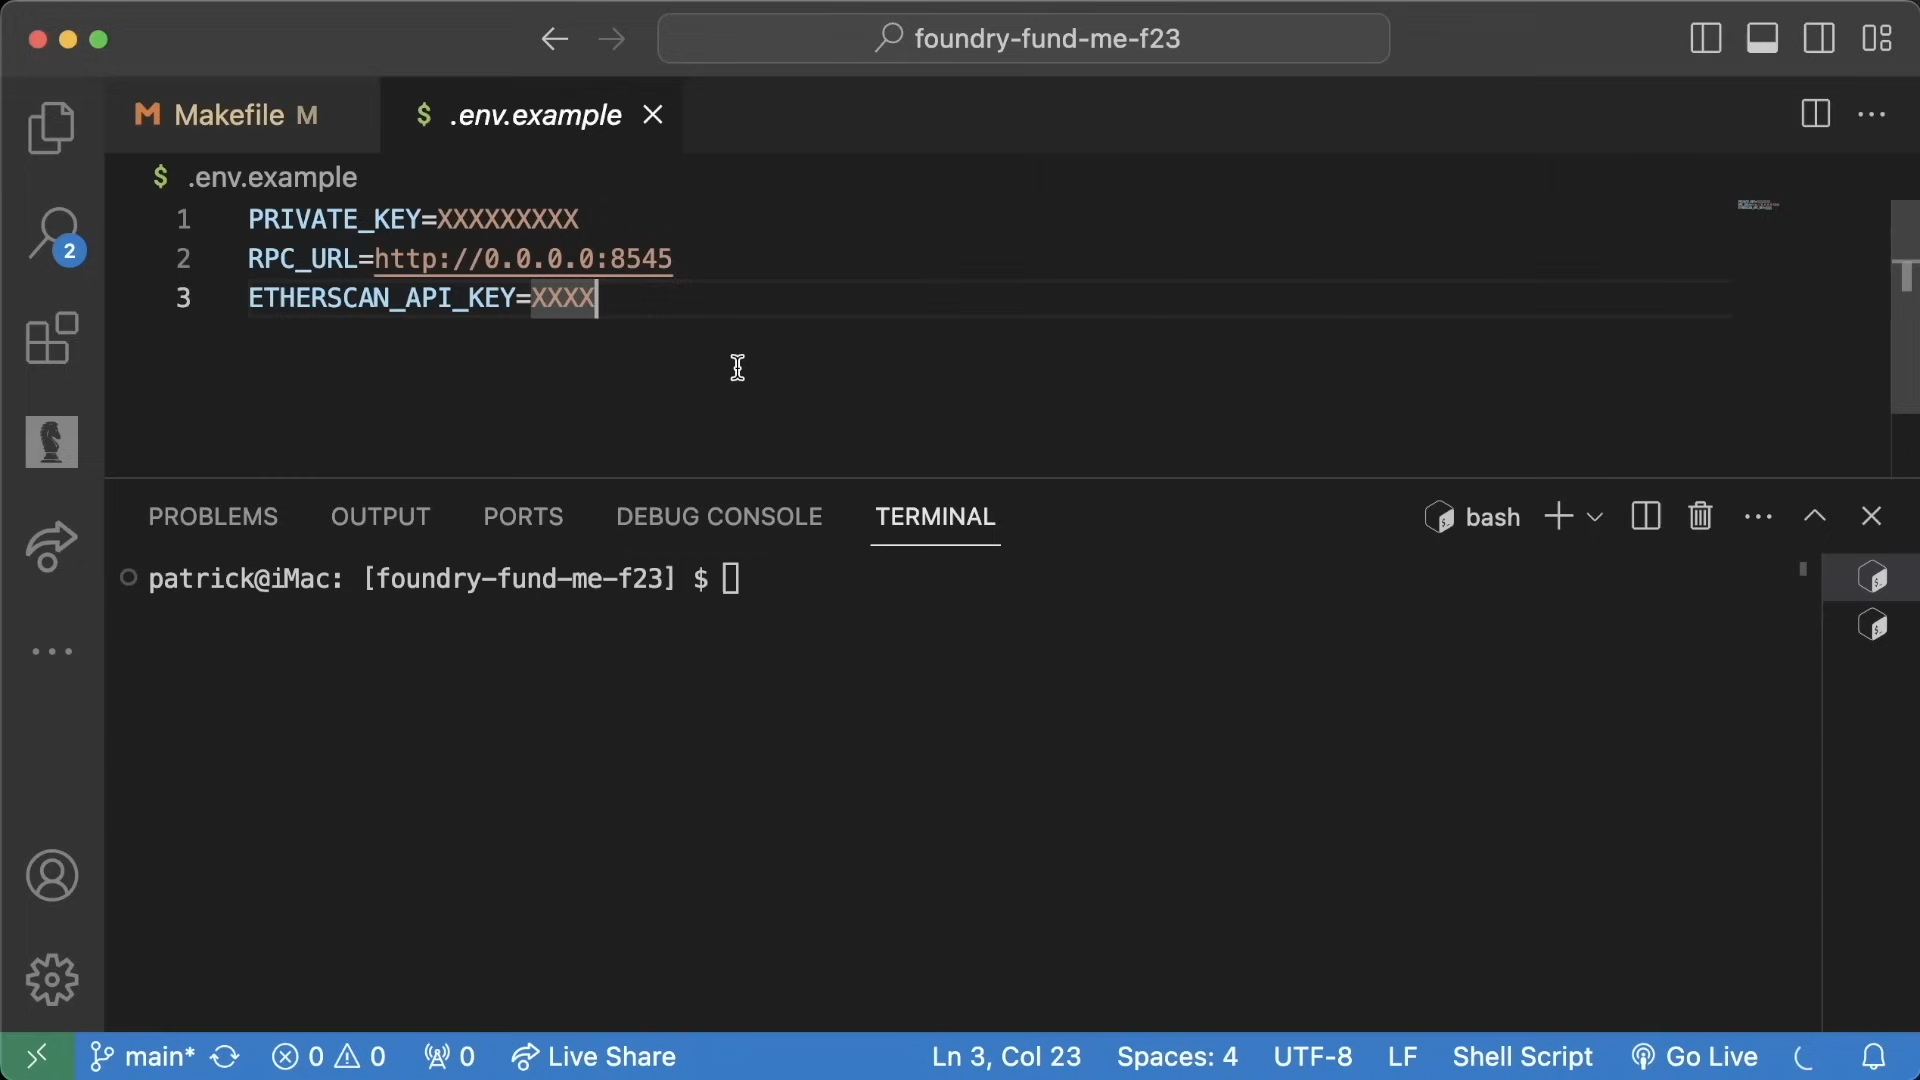 foundry-fund-me-f23
Makefile M
$ .env.example
$ .env.example
1 PRIVATE_KEY=XXXXXXXXX
2 RPC_URL=http://0.0.0.0:8545
3 ETHERSCAN_API_KEY=XXXX
2
PROBLEMS OUTPUT PORTS DEBUG CONSOLE TERMINAL bash
patrick@iMac: [foundry-fund-me-f23] $
main* 0 0 0 Live Share Ln 3, Col 23 Spaces: 4 UTF-8 LF Shell Script Go Live